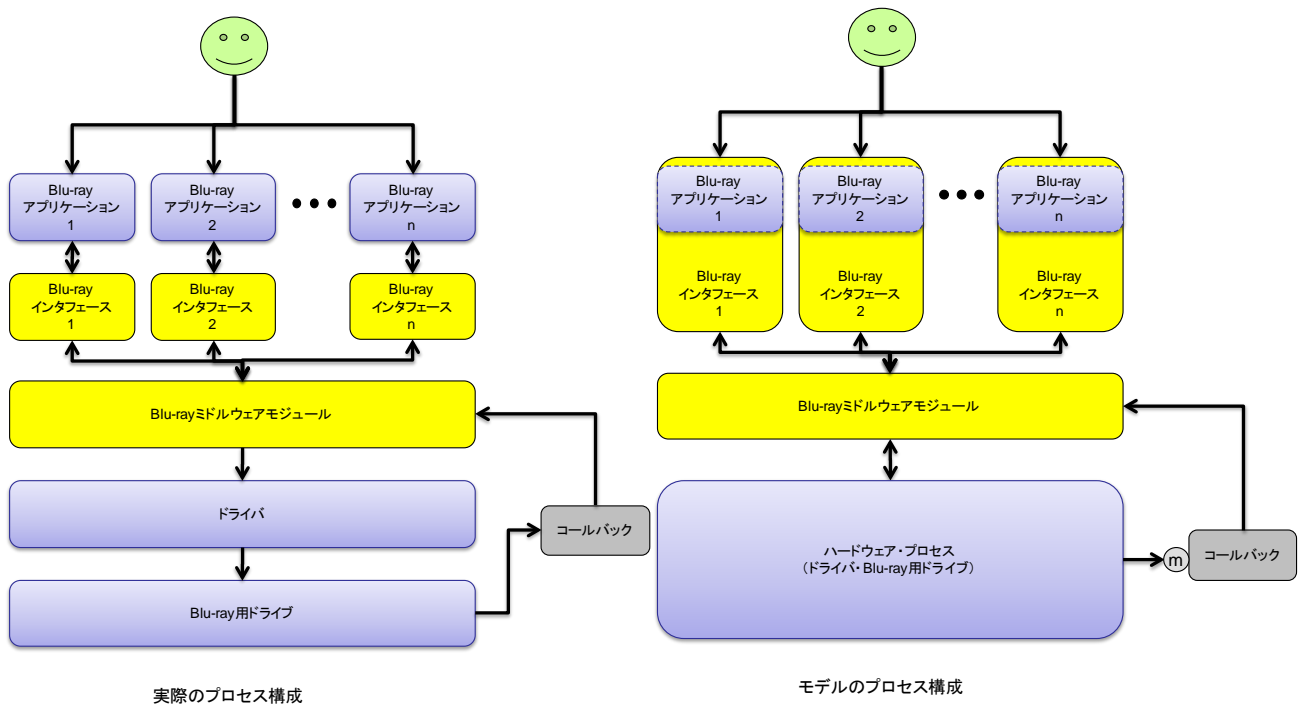 Blu-ray
アプリケーション
1
Blu-ray
アプリケーション
2
Blu-ray
アプリケーション
n
Blu-ray
インタフェース
1
Blu-ray
インタフェース
2
Blu-ray
インタフェース
n
Blu-rayミドルウェアモジュール
ドライバ
コールバック
Blu-ray用ドライブ
実際のプロセス構成
Blu-ray
アプリケーション
1
Blu-ray
アプリケーション
2
Blu-ray
アプリケーション
n
Blu-ray
インタフェース
1
Blu-ray
インタフェース
2
Blu-ray
インタフェース
n
Blu-rayミドルウェアモジュール
ハードウェア・プロセス
（ドライバ・Blu-ray用ドライブ）
m
コールバック
モデルのプロセス構成